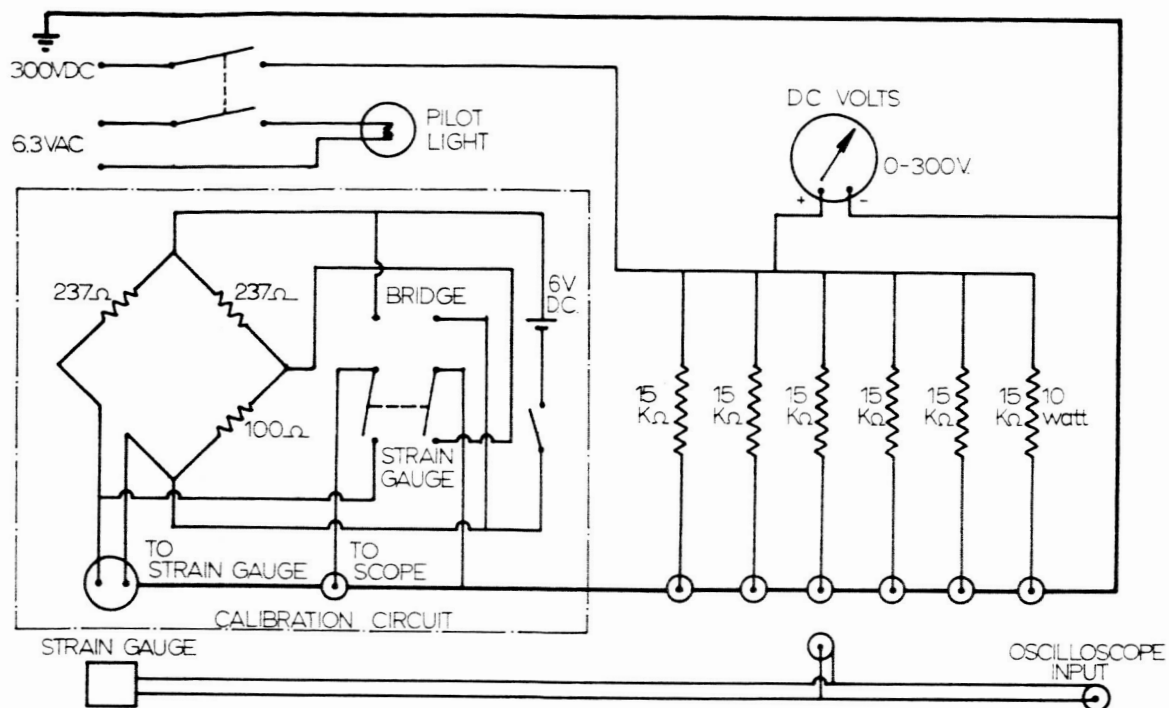 300VDC
6.3VAC
PILOT
LIGHT
DC VOLTS
0-300V.
+
-
237Ω
237Ω
BRIDGE
6V
D.C.
100Ω
STRAIN
GAUGE
15
KΩ
15
KΩ
15
KΩ
15
KΩ
15
KΩ
15
KΩ
10
watt
TO
STRAIN GAUGE
TO
SCOPE
CALIBRATION CIRCUIT
STRAIN GAUGE
OSCILLOSCOPE
INPUT